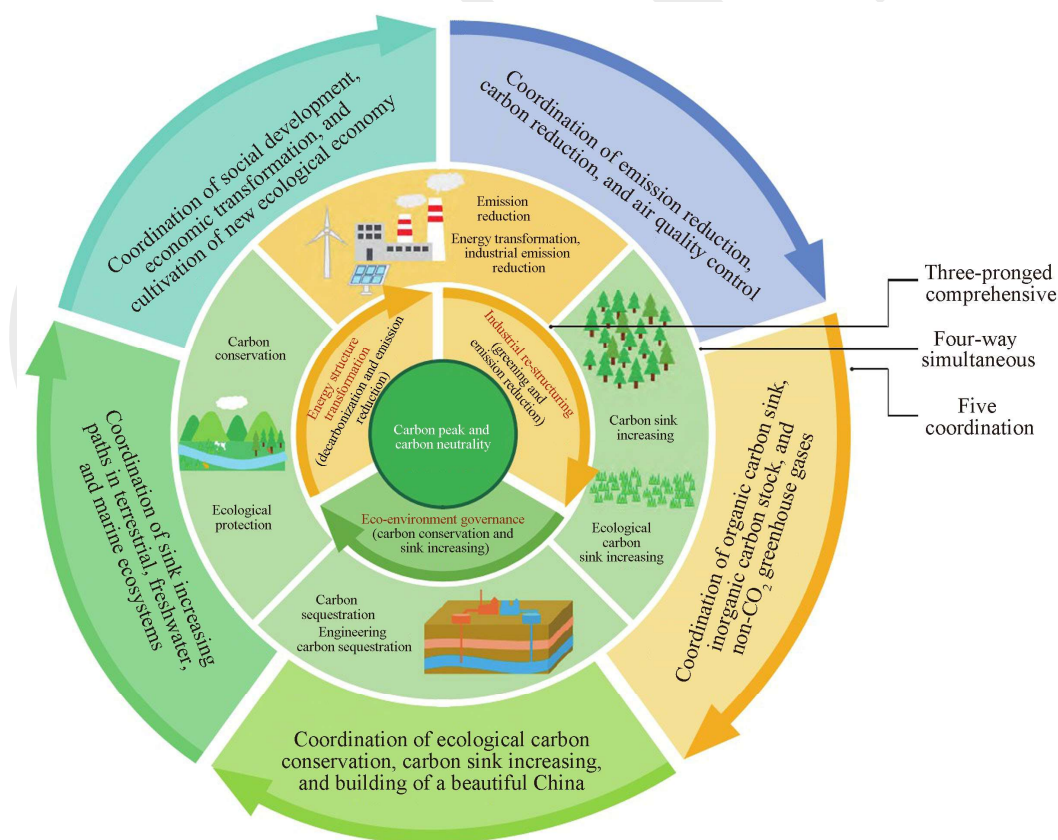 Coordination of social development,
economic transformation, and
cultivation of new ecological economy
Coordination of emission reduction,
carbon reduction, and air quality control
Emission
reduction
Energy transformation,
industrial emission
reduction
Three-pronged
comprehensive
Four-way
simultaneous
Five
coordination
Carbon
conservation
Ecological
protection
Energy structure
transformation
(decarbonization and emission
reduction)
Industrial re-structuring
(greening and
emission reduction)
Carbon peak and
carbon neutrality
Eco-environment governance
(carbon conservation and
sink increasing)
Carbon sink
increasing
Ecological
carbon
sink increasing
Carbon
sequestration
Engineering
carbon sequestration
Coordination of sink increasing
paths in terrestrial, freshwater,
and marine ecosystems
Coordination of organic carbon sink,
inorganic carbon stock, and
non-CO₂ greenhouse gases
Coordination of ecological carbon
conservation, carbon sink increasing,
and building of a beautiful China